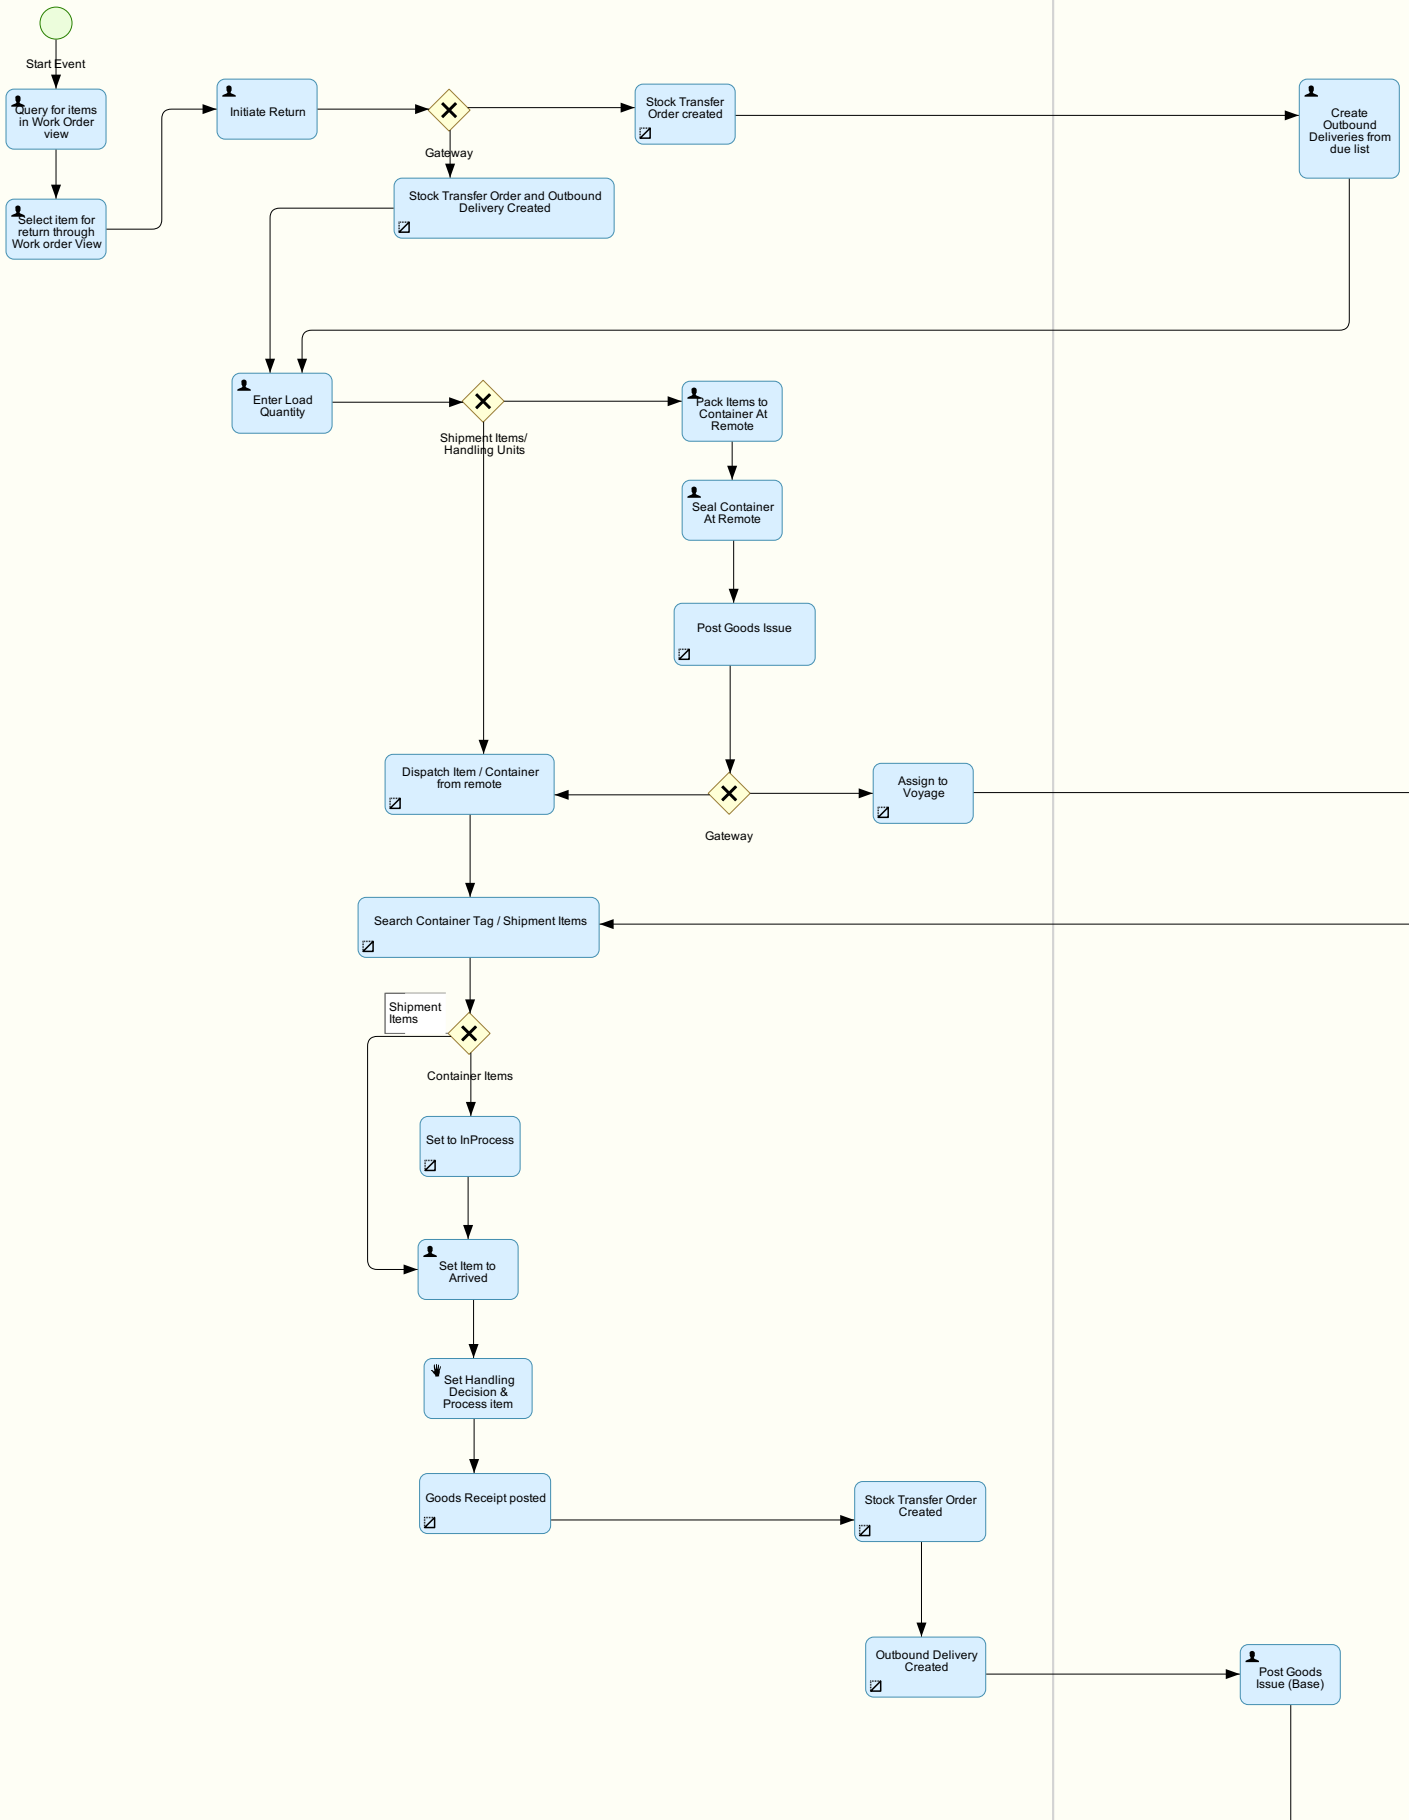 Start Event
Query for items
in Work Order
view
Select item for
return through
Work order View
Initiate Return
Gateway
Stock Transfer
Order created
Create
Outbound
Deliveries from
due list
Stock Transfer Order and Outbound
Delivery Created
Enter Load
Quantity
Shipment Items/
Handling Units
Pack Items to
Container At
Remote
Seal Container
At Remote
Post Goods Issue
Dispatch Item / Container
from remote
Gateway
Assign to
Voyage
Search Container Tag / Shipment Items
Shipment
Items
Container Items
Set to InProcess
Set Item to
Arrived
Set Handling
Decision &
Process item
Goods Receipt posted
Stock Transfer Order
Created
Outbound Delivery
Created
Post Goods
Issue (Base)